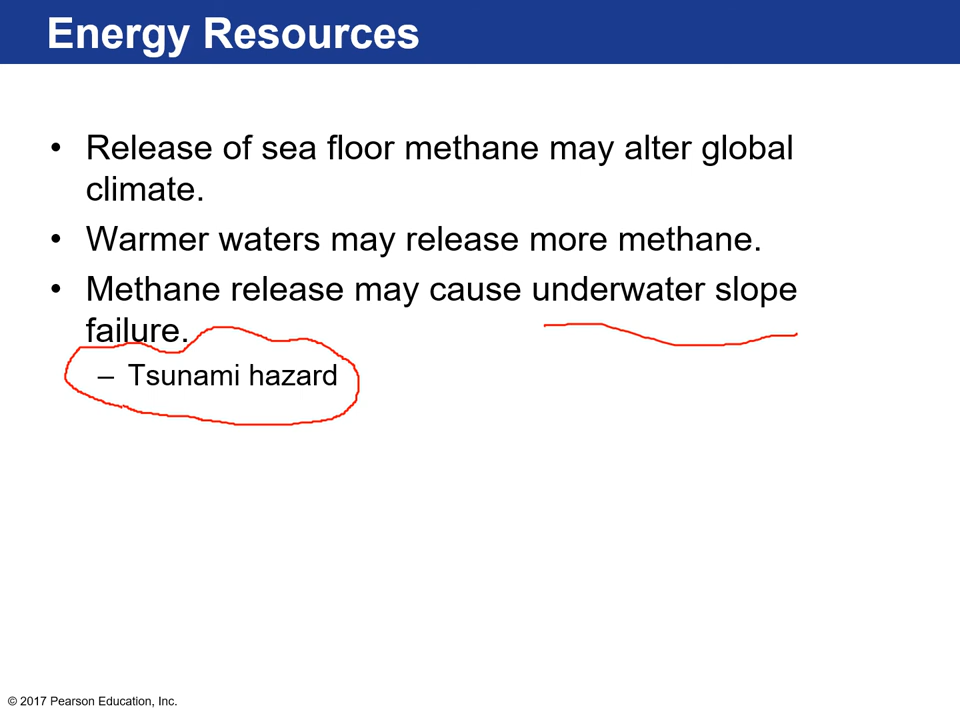 Energy Resources
• Release of sea floor methane may alter global
climate.
• Warmer waters may release more methane.
• Methane release may cause underwater slope
failure.
– Tsunami hazard
© 2017 Pearson Education, Inc.